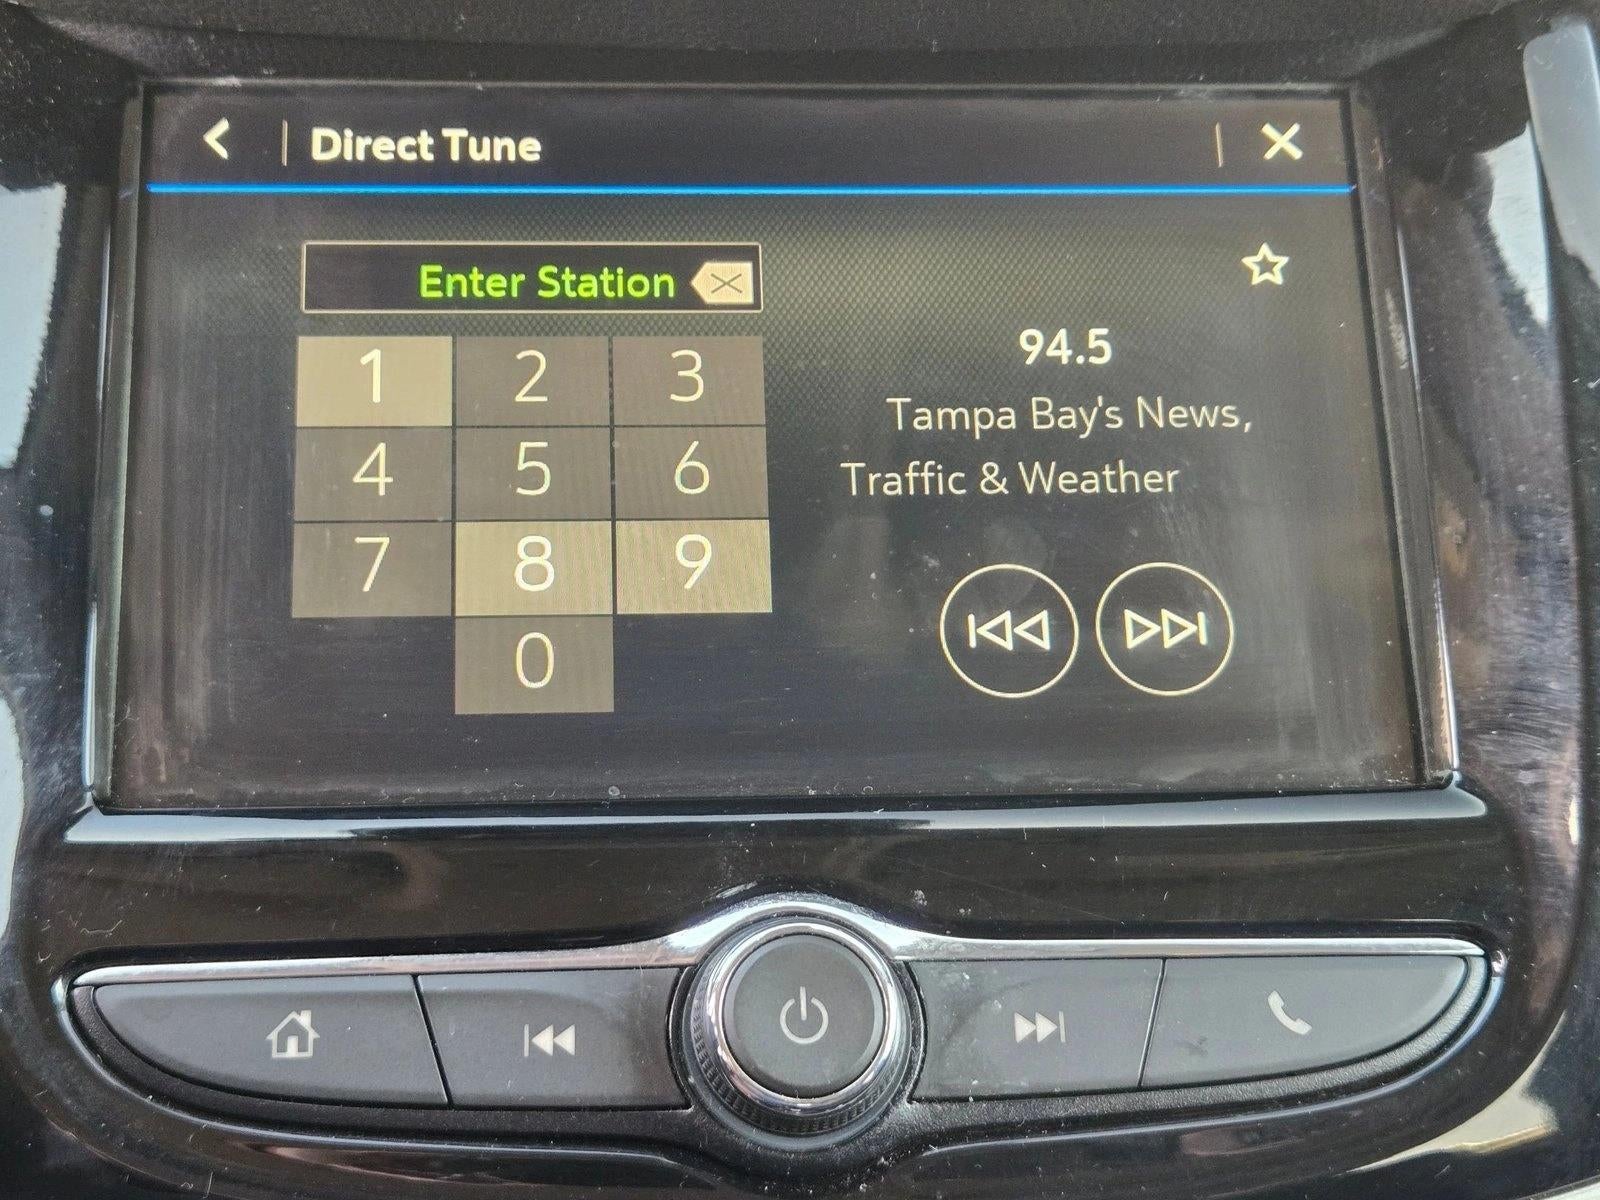 Direct Tune
Enter Station
1 2 3
4 5 6
7 8 9
0
94.5
Tampa Bay's News,
Traffic & Weather